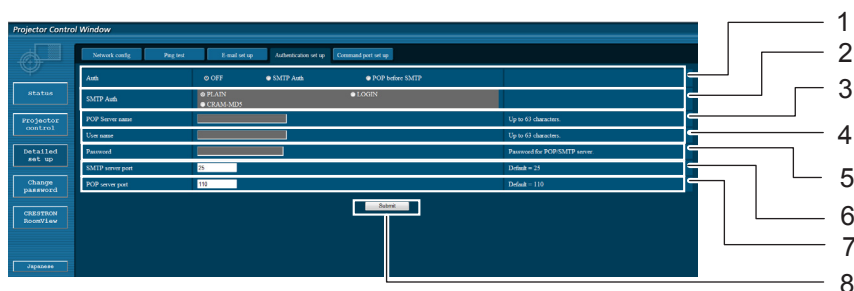 Projector Control Window
Network config Ping test E-mail set up Authentication set up Command port set up
Auth OFF SMTP Auth POP before SMTP
SMTP Auth PLAIN LOGIN
CRAM-MD5
POP Server name Up to 63 characters.
User name Up to 63 characters.
Password Password for POP/SMTP server.
SMTP server port 25 Default = 25
POP server port 110 Default = 110
Submit
Status
Projector
control
Detailed
set up
Change
password
CRESTRON
RoomView
Japanese
1
2
3
4
5
6
7
8